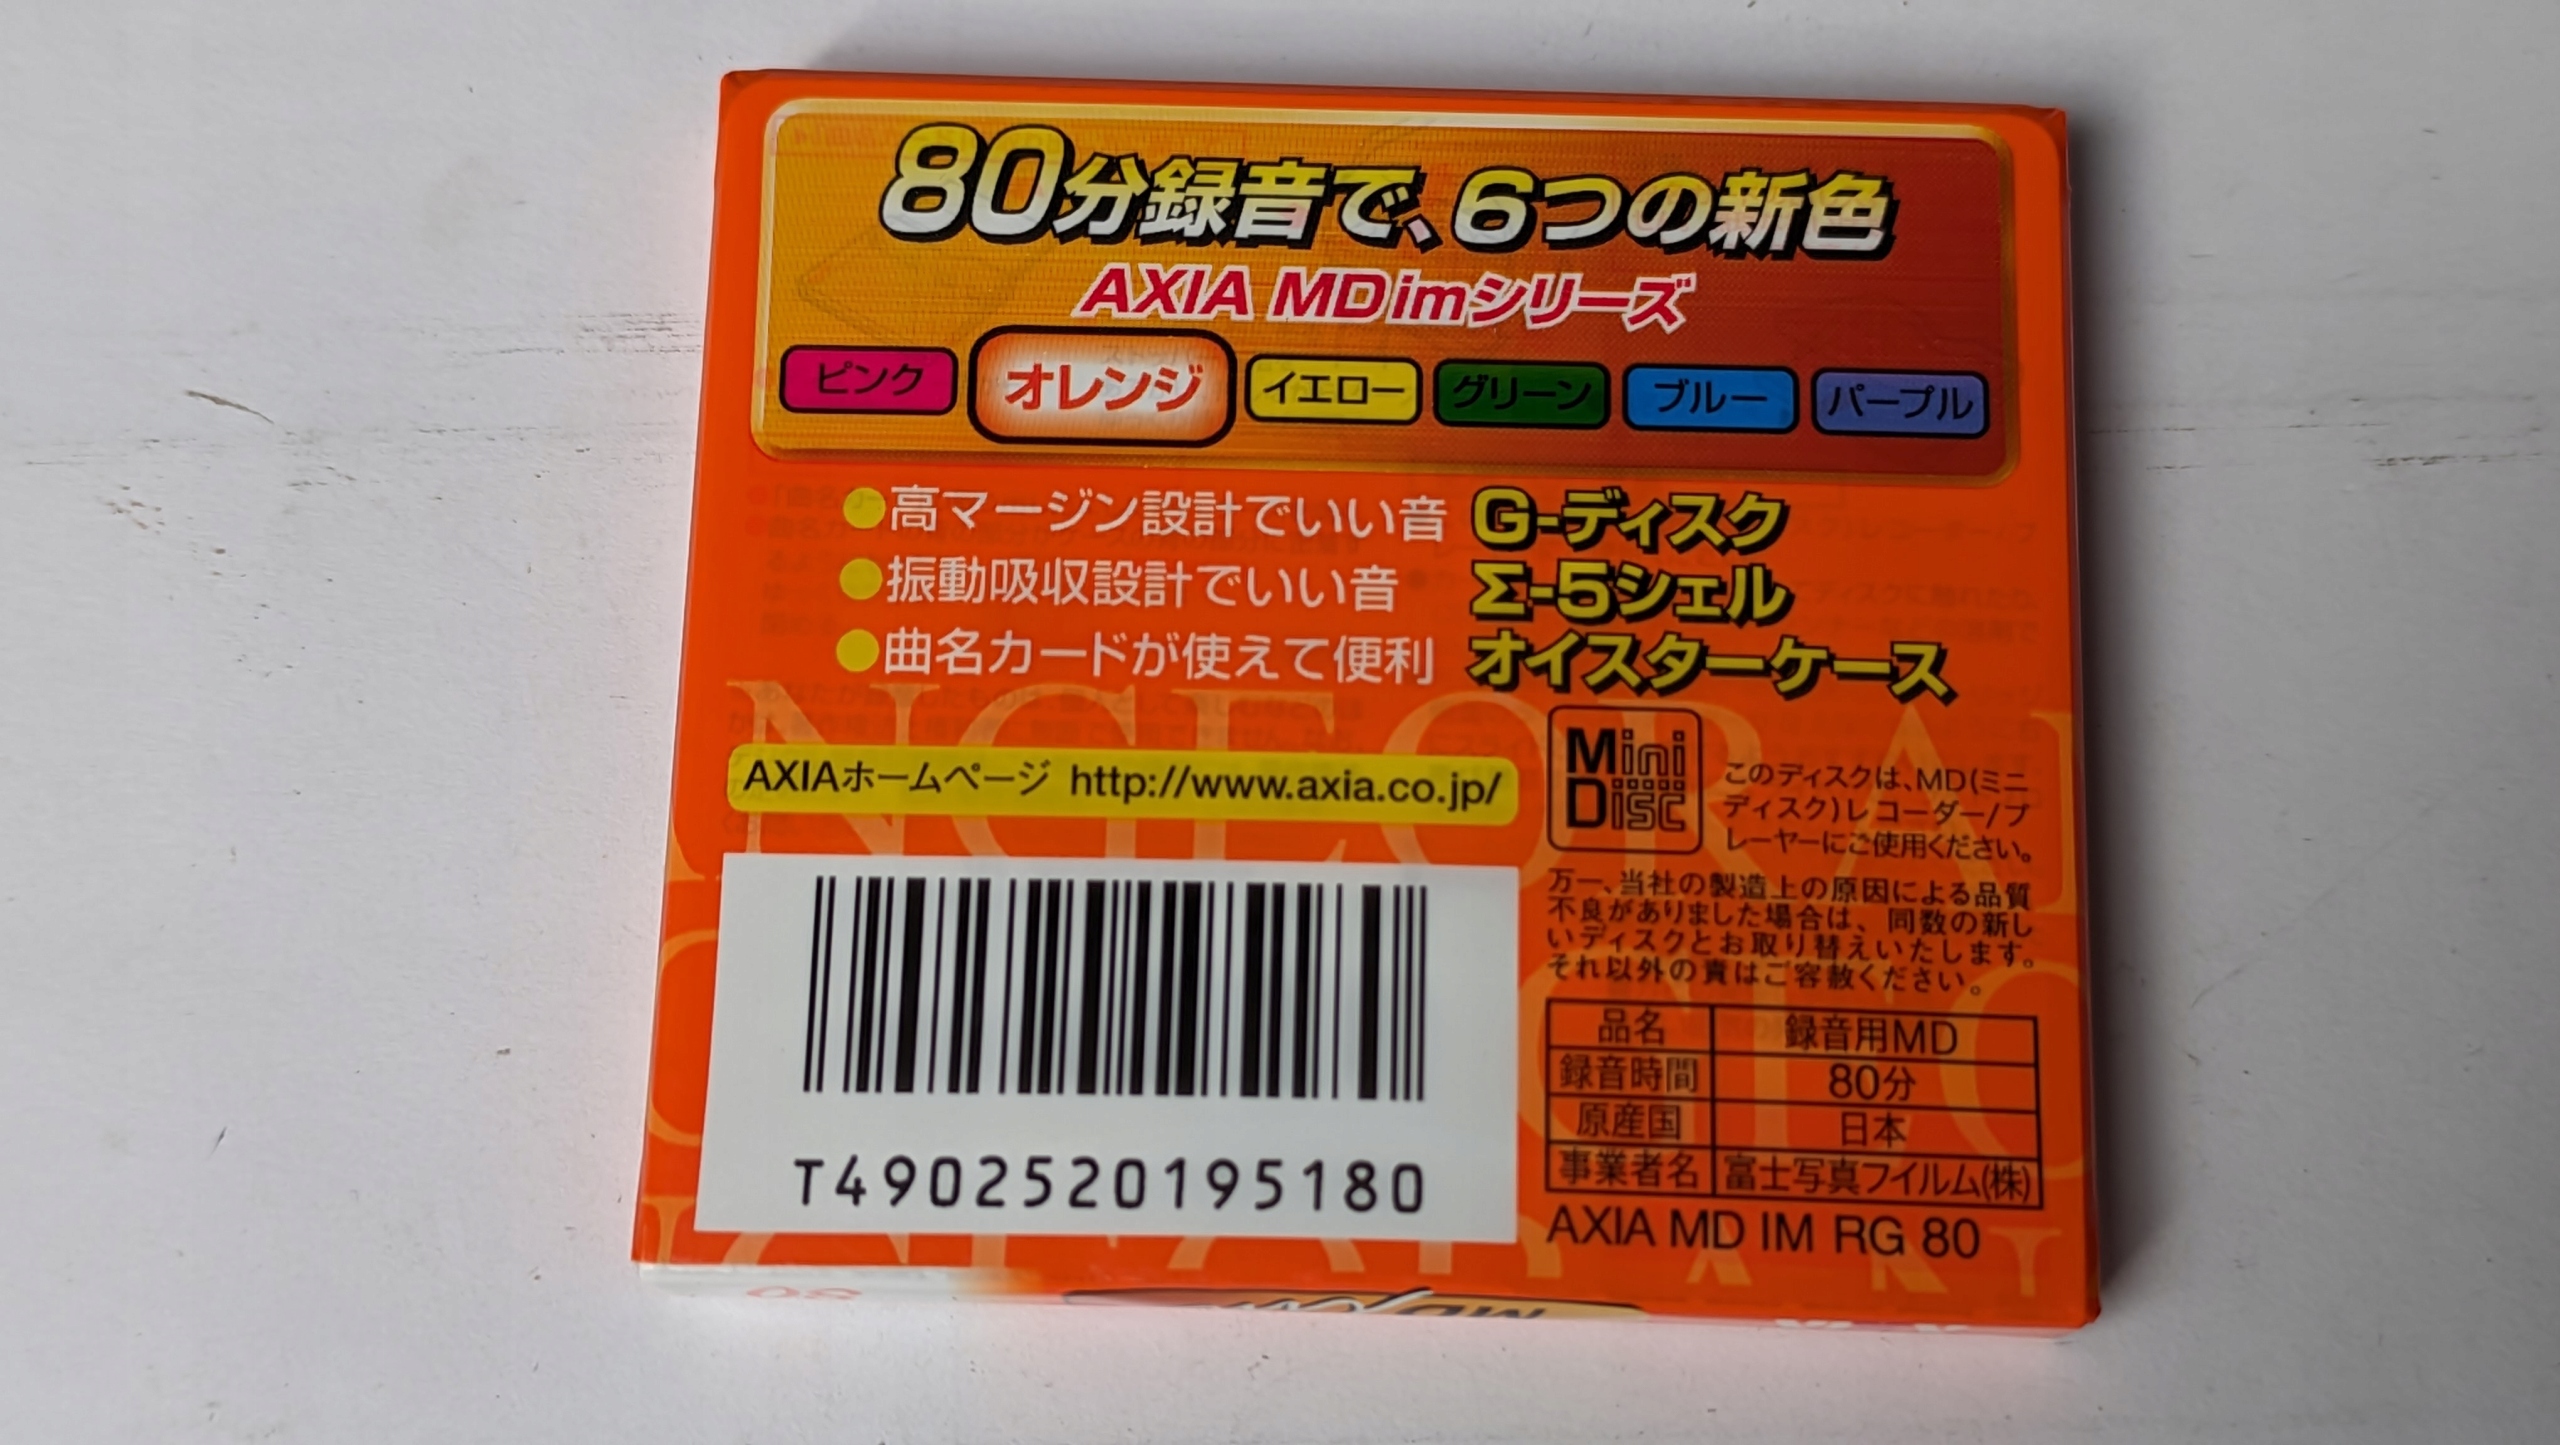 80分録音で、6つの新色
AXIA MD imシリーズ
ピンク オレンジ イエロー グリーン ブルー パープル
●高マージン設計でいい音 G-ディスク
●振動吸収設計でいい音 Σ-5シェル
●曲名カードが使えて便利 オイスターケース
AXIAホームページ http://www.axia.co.jp/
Mini
Disc
このディスクは、MD(ミニ
ディスク)レコーダー/プ
レーヤーにご使用ください。
万一、当社の製造上の原因による品質
不良がありました場合は、同数の新し
いディスクとお取り替えいたします。
それ以外の責はご容赦ください。
品名 録音用MD
録音時間 80分
原産国 日本
事業者名 富士写真フイルム(株)
AXIA MD IM RG 80
T4902520195180
80